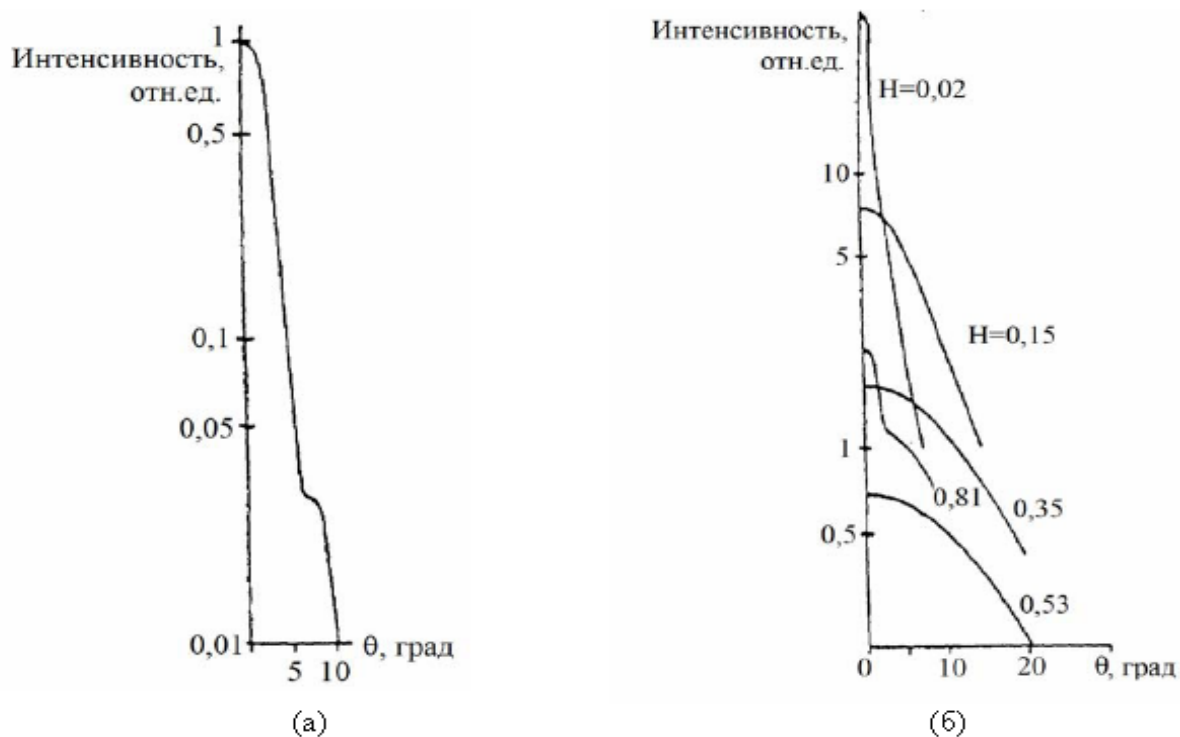 1
Интенсивность,
отн.ед.
0,5
0,1
0,05
0,01
5 10
θ, град
(а)
Интенсивность,
отн.ед.
H=0,02
10
5
H=0,15
1
0,81
0,35
0,5
0,53
0 10 20
θ, град
(б)